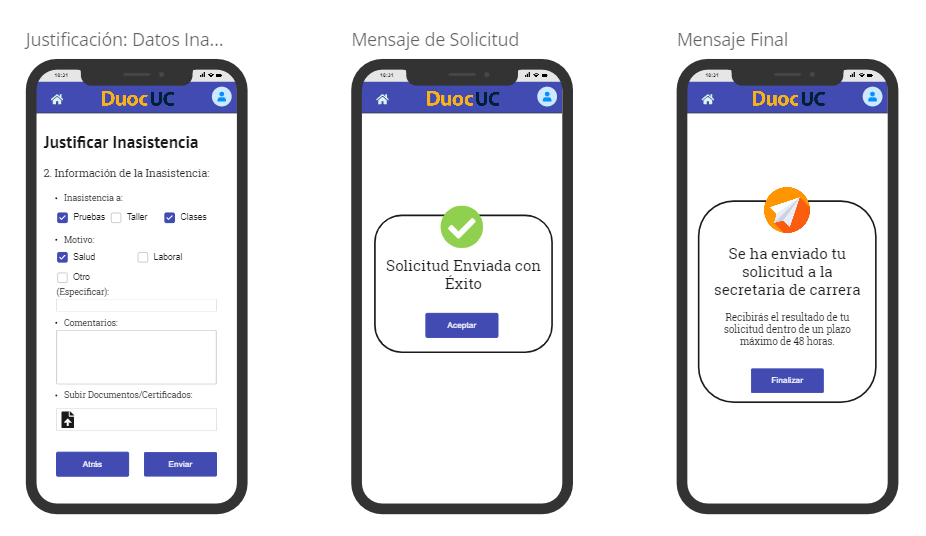 Justificación: Datos Ina...
10:21
DuocUC
Justificar Inasistencia
2. Información de la Inasistencia:
• Inasistencia a:
Pruebas Taller Clases
• Motivo:
Salud Laboral
Otro
(Especificar):
• Comentarios:
• Subir Documentos/Certificados:
Atrás Enviar
Mensaje de Solicitud
10:21
DuocUC
Solicitud Enviada con
Éxito
Aceptar
Mensaje Final
10:21
DuocUC
Se ha enviado tu
solicitud a la
secretaria de carrera
Recibirás el resultado de tu
solicitud dentro de un plazo
máximo de 48 horas.
Finalizar